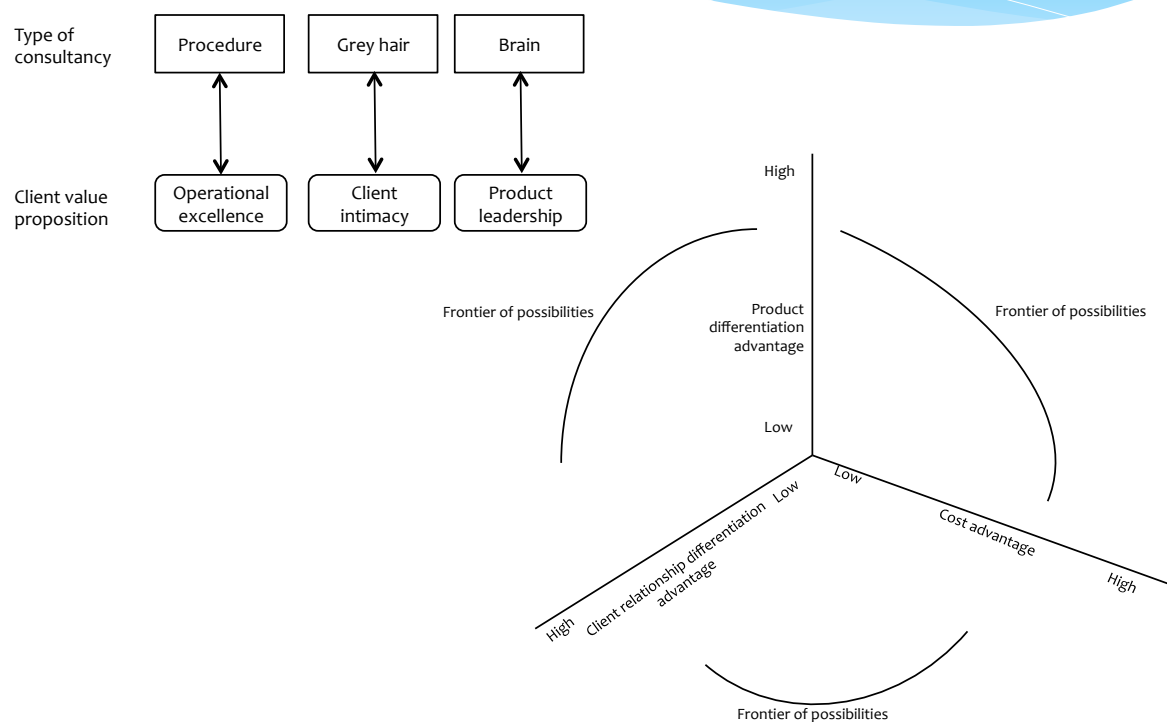 Type of
consultancy
Procedure
Grey hair
Brain
Client value
proposition
Operational
excellence
Client
intimacy
Product
leadership
High
Frontier of possibilities
Product
differentiation
advantage
Frontier of possibilities
Low
Low
Low
Cost advantage
High
Client relationship differentiation
advantage
High
Frontier of possibilities